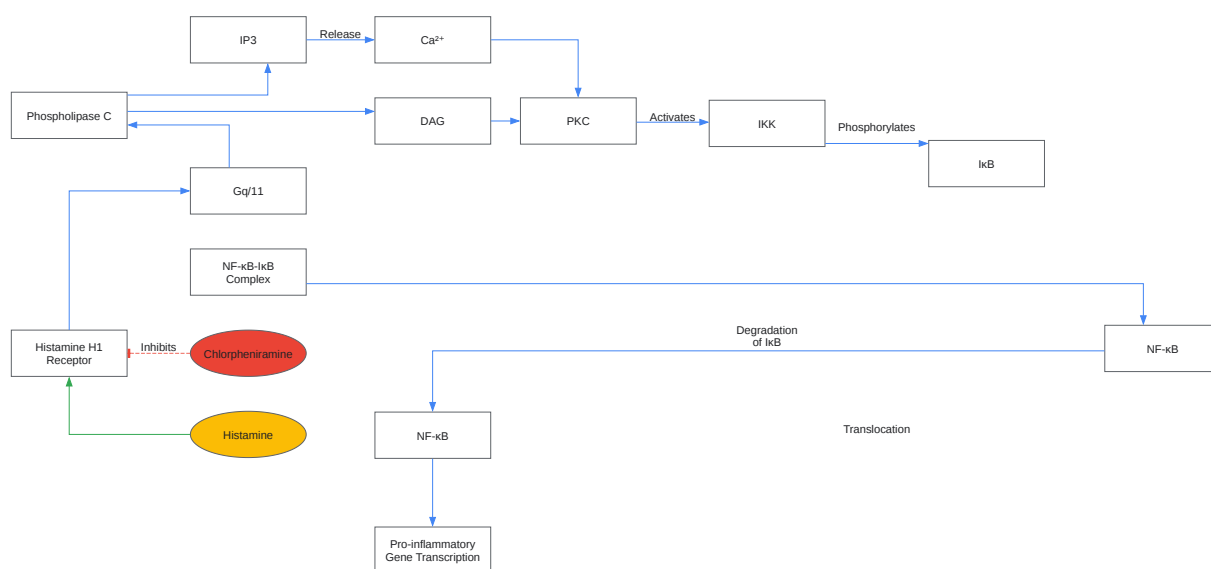 IP3
Release
Ca²⁺
Phospholipase C
DAG
PKC
Activates
IKK
Phosphorylates
IκB
Gq/11
NF-κB-IκB
Complex
Histamine H1
Receptor
Inhibits
Chlorpheniramine
Degradation
of IκB
NF-κB
Histamine
NF-κB
Translocation
Pro-inflammatory
Gene Transcription